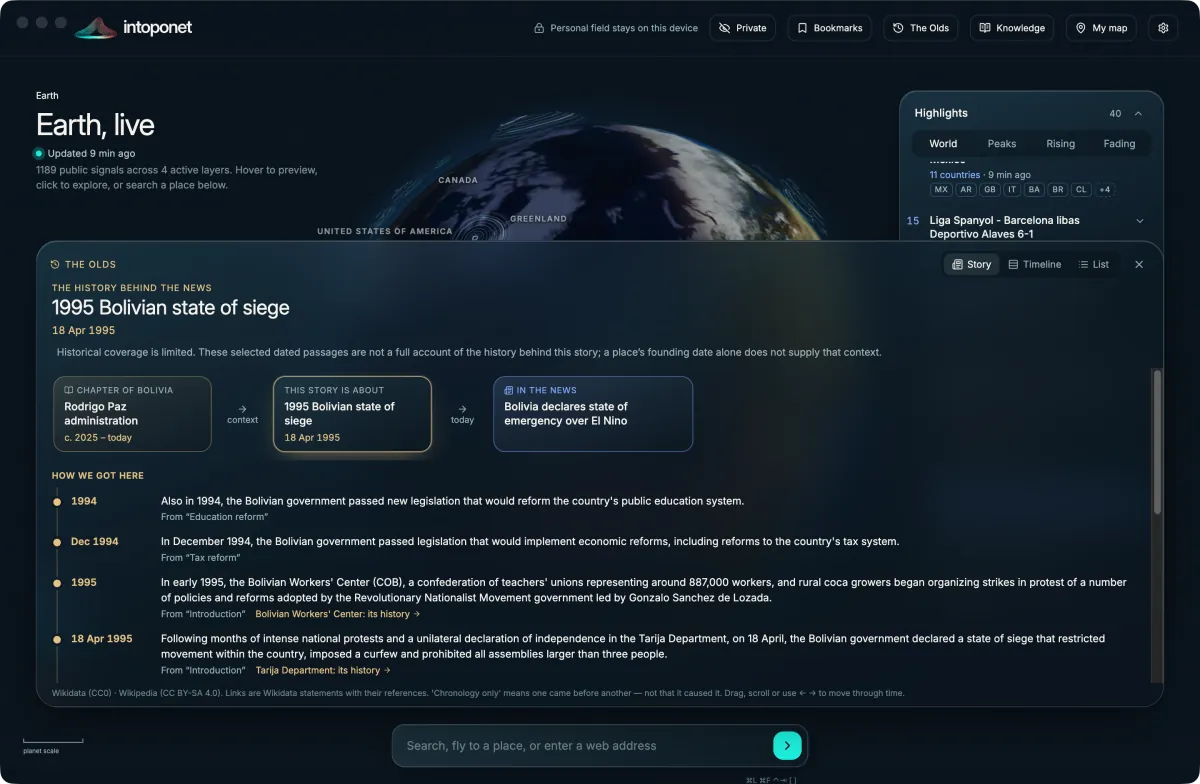 intoponet
Personal field stays on this device
Private
Bookmarks
The Olds
Knowledge
My map
Earth
Earth, live
Updated 9 min ago
1189 public signals across 4 active layers. Hover to preview,
click to explore, or search a place below.
CANADA
GREENLAND
UNITED STATES OF AMERICA
Highlights
40
World
Peaks
Rising
Fading
11 countries · 9 min ago
MX AR GB IT BA BR CL +4
15 Liga Spanyol - Barcelona libas
Deportivo Alaves 6-1
THE OLDS
Story
Timeline
List
THE HISTORY BEHIND THE NEWS
1995 Bolivian state of siege
18 Apr 1995
Historical coverage is limited. These selected dated passages are not a full account of the history behind this story; a place's founding date alone does not supply that context.
CHAPTER OF BOLIVIA
Rodrigo Paz
administration
c. 2025 – today
→
context
THIS STORY IS ABOUT
1995 Bolivian state of
siege
18 Apr 1995
→
today
IN THE NEWS
Bolivia declares state of
emergency over El Nino
HOW WE GOT HERE
1994
Also in 1994, the Bolivian government passed new legislation that would reform the country's public education system.
From “Education reform”
Dec 1994
In December 1994, the Bolivian government passed legislation that would implement economic reforms, including reforms to the country's tax system.
From “Tax reform”
1995
In early 1995, the Bolivian Workers' Center (COB), a confederation of teachers' unions representing around 887,000 workers, and rural coca growers began organizing strikes in protest of a number
of policies and reforms adopted by the Revolutionary Nationalist Movement government led by Gonzalo Sanchez de Lozada.
From “Introduction” Bolivian Workers' Center: its history →
18 Apr 1995
Following months of intense national protests and a unilateral declaration of independence in the Tarija Department, on 18 April, the Bolivian government declared a state of siege that restricted
movement within the country, imposed a curfew and prohibited all assemblies larger than three people.
From “Introduction” Tarija Department: its history →
Wikidata (CC0) · Wikipedia (CC BY-SA 4.0). Links are Wikidata statements with their references. 'Chronology only' means one came before another — not that it caused it. Drag, scroll or use ← → to move through time.
planet scale
Search, fly to a place, or enter a web address